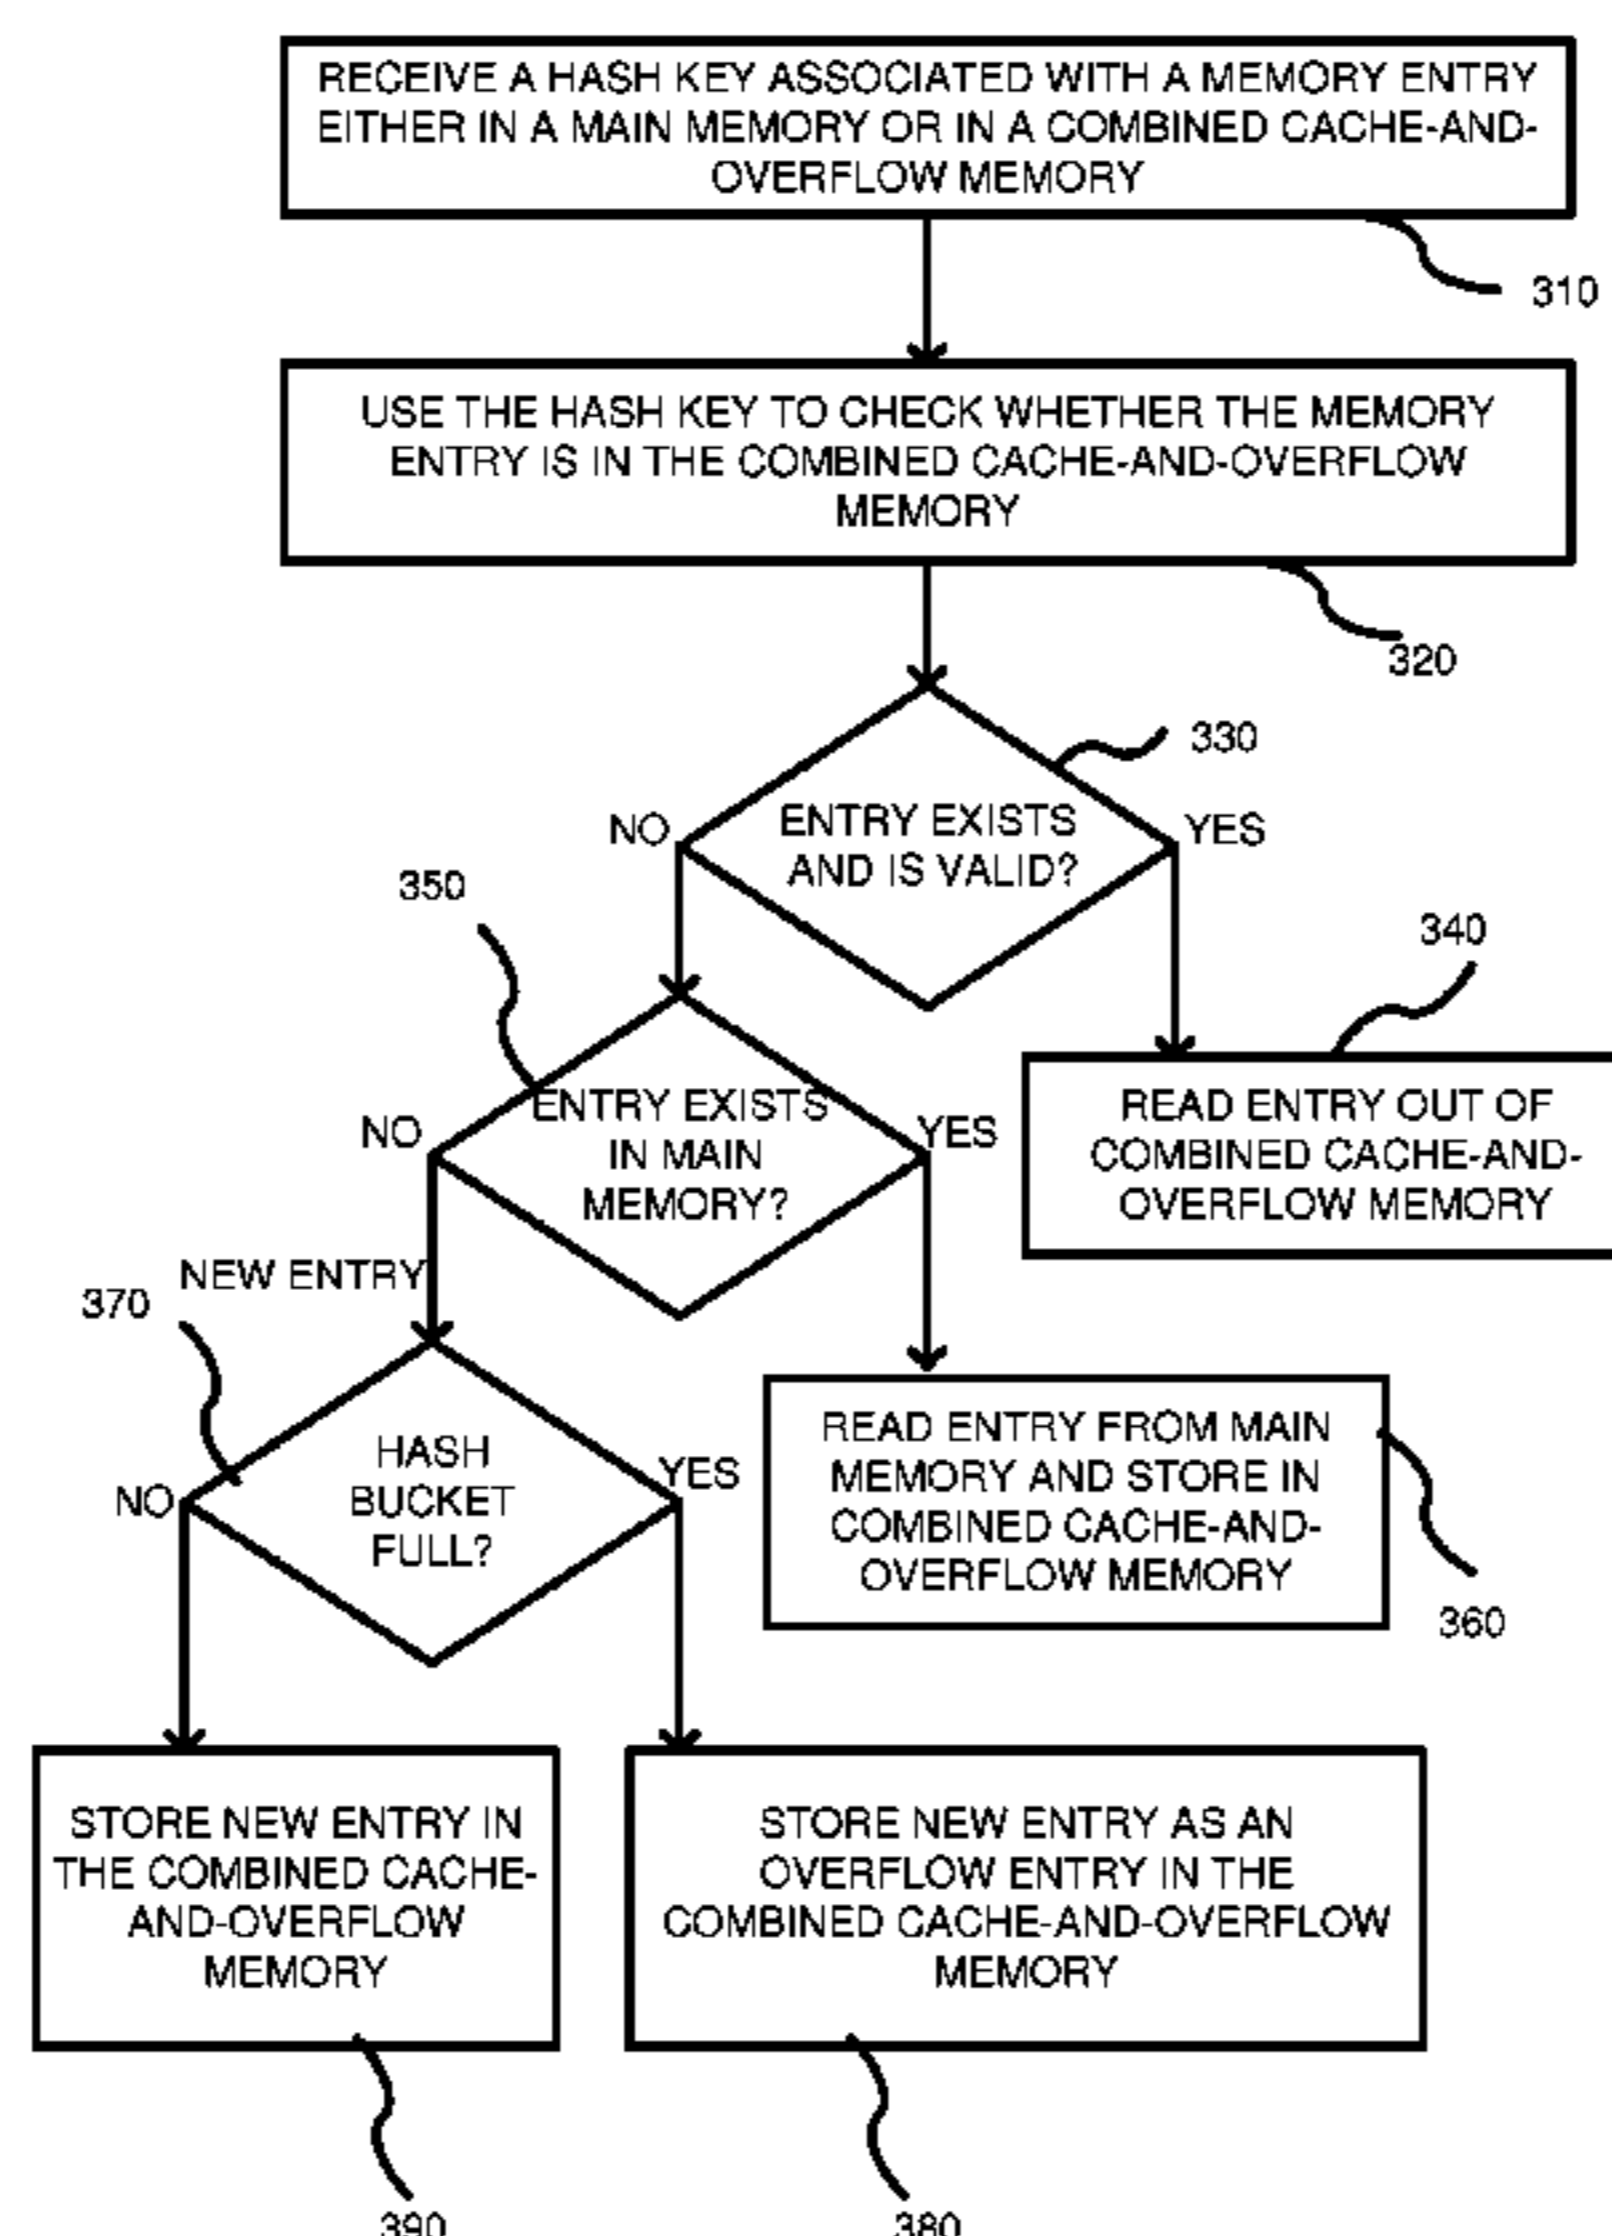 RECEIVE A HASH KEY ASSOCIATED WITH A MEMORY ENTRY
EITHER IN A MAIN MEMORY OR IN A COMBINED CACHE-AND-
OVERFLOW MEMORY
310
USE THE HASH KEY TO CHECK WHETHER THE MEMORY
ENTRY IS IN THE COMBINED CACHE-AND-OVERFLOW
MEMORY
320
330
NO
ENTRY EXISTS
AND IS VALID?
YES
350
340
READ ENTRY OUT OF
COMBINED CACHE-AND-
OVERFLOW MEMORY
NO
ENTRY EXISTS
IN MAIN
MEMORY?
YES
NEW ENTRY
370
NO
HASH
BUCKET
FULL?
YES
READ ENTRY FROM MAIN
MEMORY AND STORE IN
COMBINED CACHE-AND-
OVERFLOW MEMORY
360
STORE NEW ENTRY IN
THE COMBINED CACHE-
AND-OVERFLOW
MEMORY
STORE NEW ENTRY AS AN
OVERFLOW ENTRY IN THE
COMBINED CACHE-AND-OVERFLOW
MEMORY
390
380